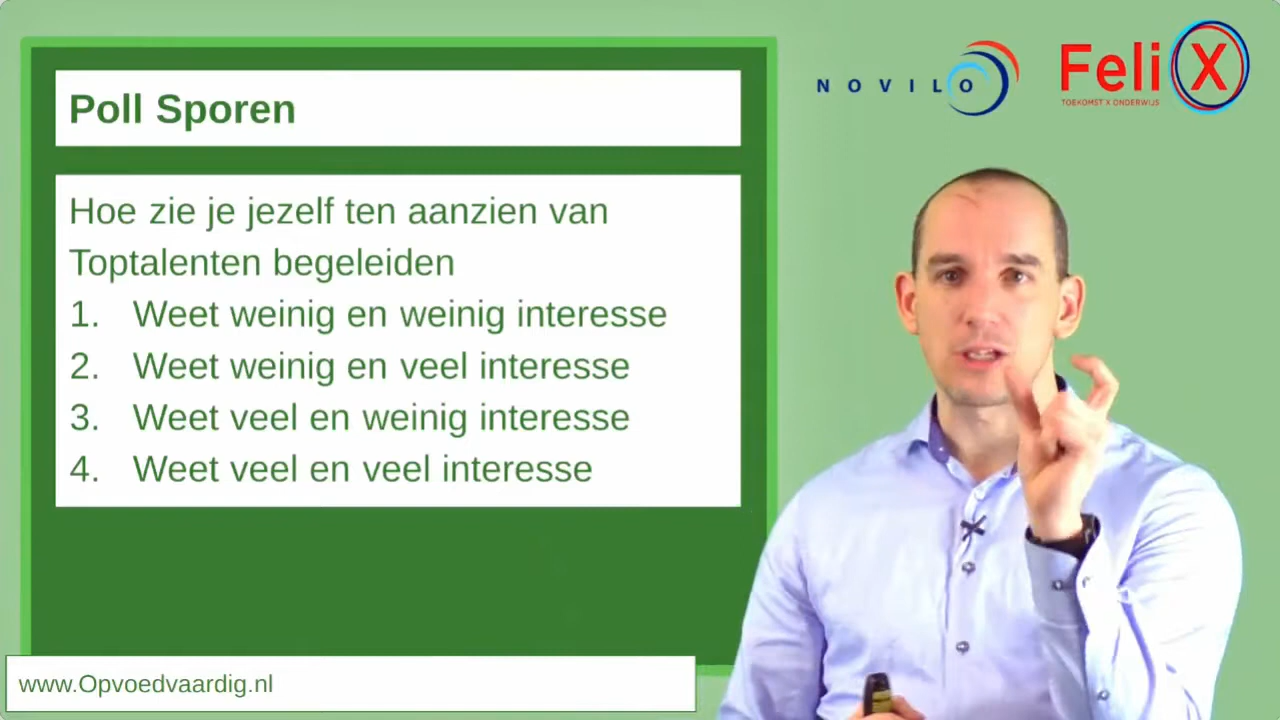 Poll Sporen
Hoe zie je jezelf ten aanzien van
Toptalenten begeleiden
1. Weet weinig en weinig interesse
2. Weet weinig en veel interesse
3. Weet veel en weinig interesse
4. Weet veel en veel interesse
www.Opvoedvaardig.nl
NOVILO
FeliX
TOEKOMST X ONDERWIJS